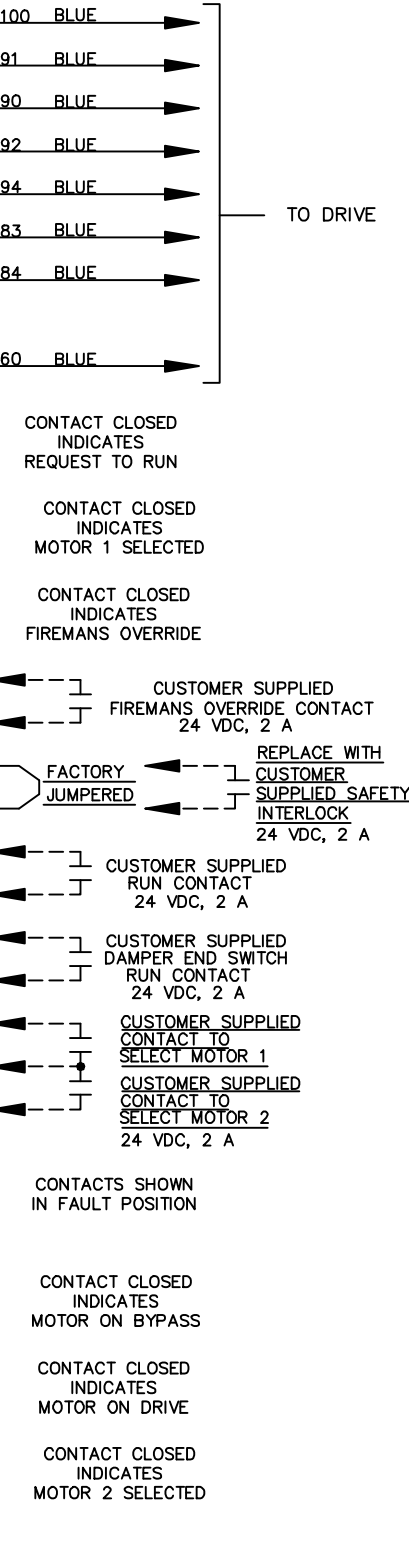 100 BLUE
91 BLUE
90 BLUE
92 BLUE
94 BLUE
TO DRIVE
83 BLUE
84 BLUE
60 BLUE
CONTACT CLOSED
INDICATES
REQUEST TO RUN
CONTACT CLOSED
INDICATES
MOTOR 1 SELECTED
CONTACT CLOSED
INDICATES
FIREMANS OVERRIDE
CUSTOMER SUPPLIED
FIREMANS OVERRIDE CONTACT
24 VDC, 2 A
FACTORY
JUMPERED
REPLACE WITH
CUSTOMER
SUPPLIED SAFETY
INTERLOCK
24 VDC, 2 A
CUSTOMER SUPPLIED
RUN CONTACT
24 VDC, 2 A
CUSTOMER SUPPLIED
DAMPER END SWITCH
RUN CONTACT
24 VDC, 2 A
CUSTOMER SUPPLIED
CONTACT TO
SELECT MOTOR 1
CUSTOMER SUPPLIED
CONTACT TO
SELECT MOTOR 2
24 VDC, 2 A
CONTACTS SHOWN
IN FAULT POSITION
CONTACT CLOSED
INDICATES
MOTOR ON BYPASS
CONTACT CLOSED
INDICATES
MOTOR ON DRIVE
CONTACT CLOSED
INDICATES
MOTOR 2 SELECTED